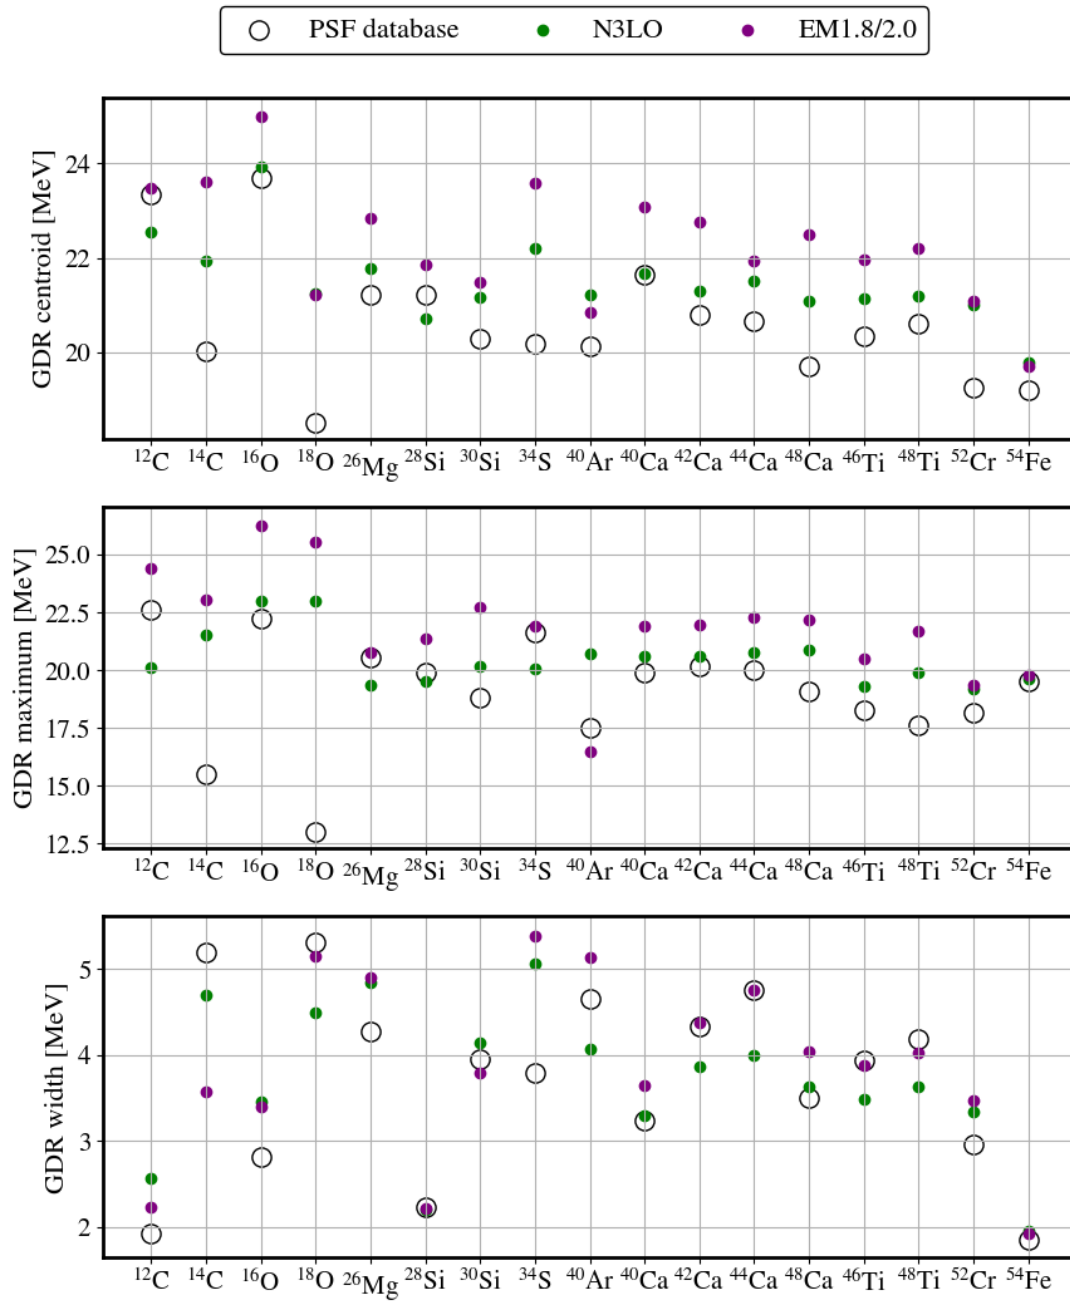 PSF database N3LO EM1.8/2.0
GDR centroid [MeV]
24
22
20
¹²C ¹⁴C ¹⁶O ¹⁸O ²⁶Mg ²⁸Si ³⁰Si ³⁴S ⁴⁰Ar ⁴⁰Ca ⁴²Ca ⁴⁴Ca ⁴⁸Ca ⁴⁶Ti ⁴⁸Ti ⁵²Cr ⁵⁴Fe
GDR maximum [MeV]
25.0
22.5
20.0
17.5
15.0
12.5
¹²C ¹⁴C ¹⁶O ¹⁸O ²⁶Mg ²⁸Si ³⁰Si ³⁴S ⁴⁰Ar ⁴⁰Ca ⁴²Ca ⁴⁴Ca ⁴⁸Ca ⁴⁶Ti ⁴⁸Ti ⁵²Cr ⁵⁴Fe
GDR width [MeV]
5
4
3
2
¹²C ¹⁴C ¹⁶O ¹⁸O ²⁶Mg ²⁸Si ³⁰Si ³⁴S ⁴⁰Ar ⁴⁰Ca ⁴²Ca ⁴⁴Ca ⁴⁸Ca ⁴⁶Ti ⁴⁸Ti ⁵²Cr ⁵⁴Fe